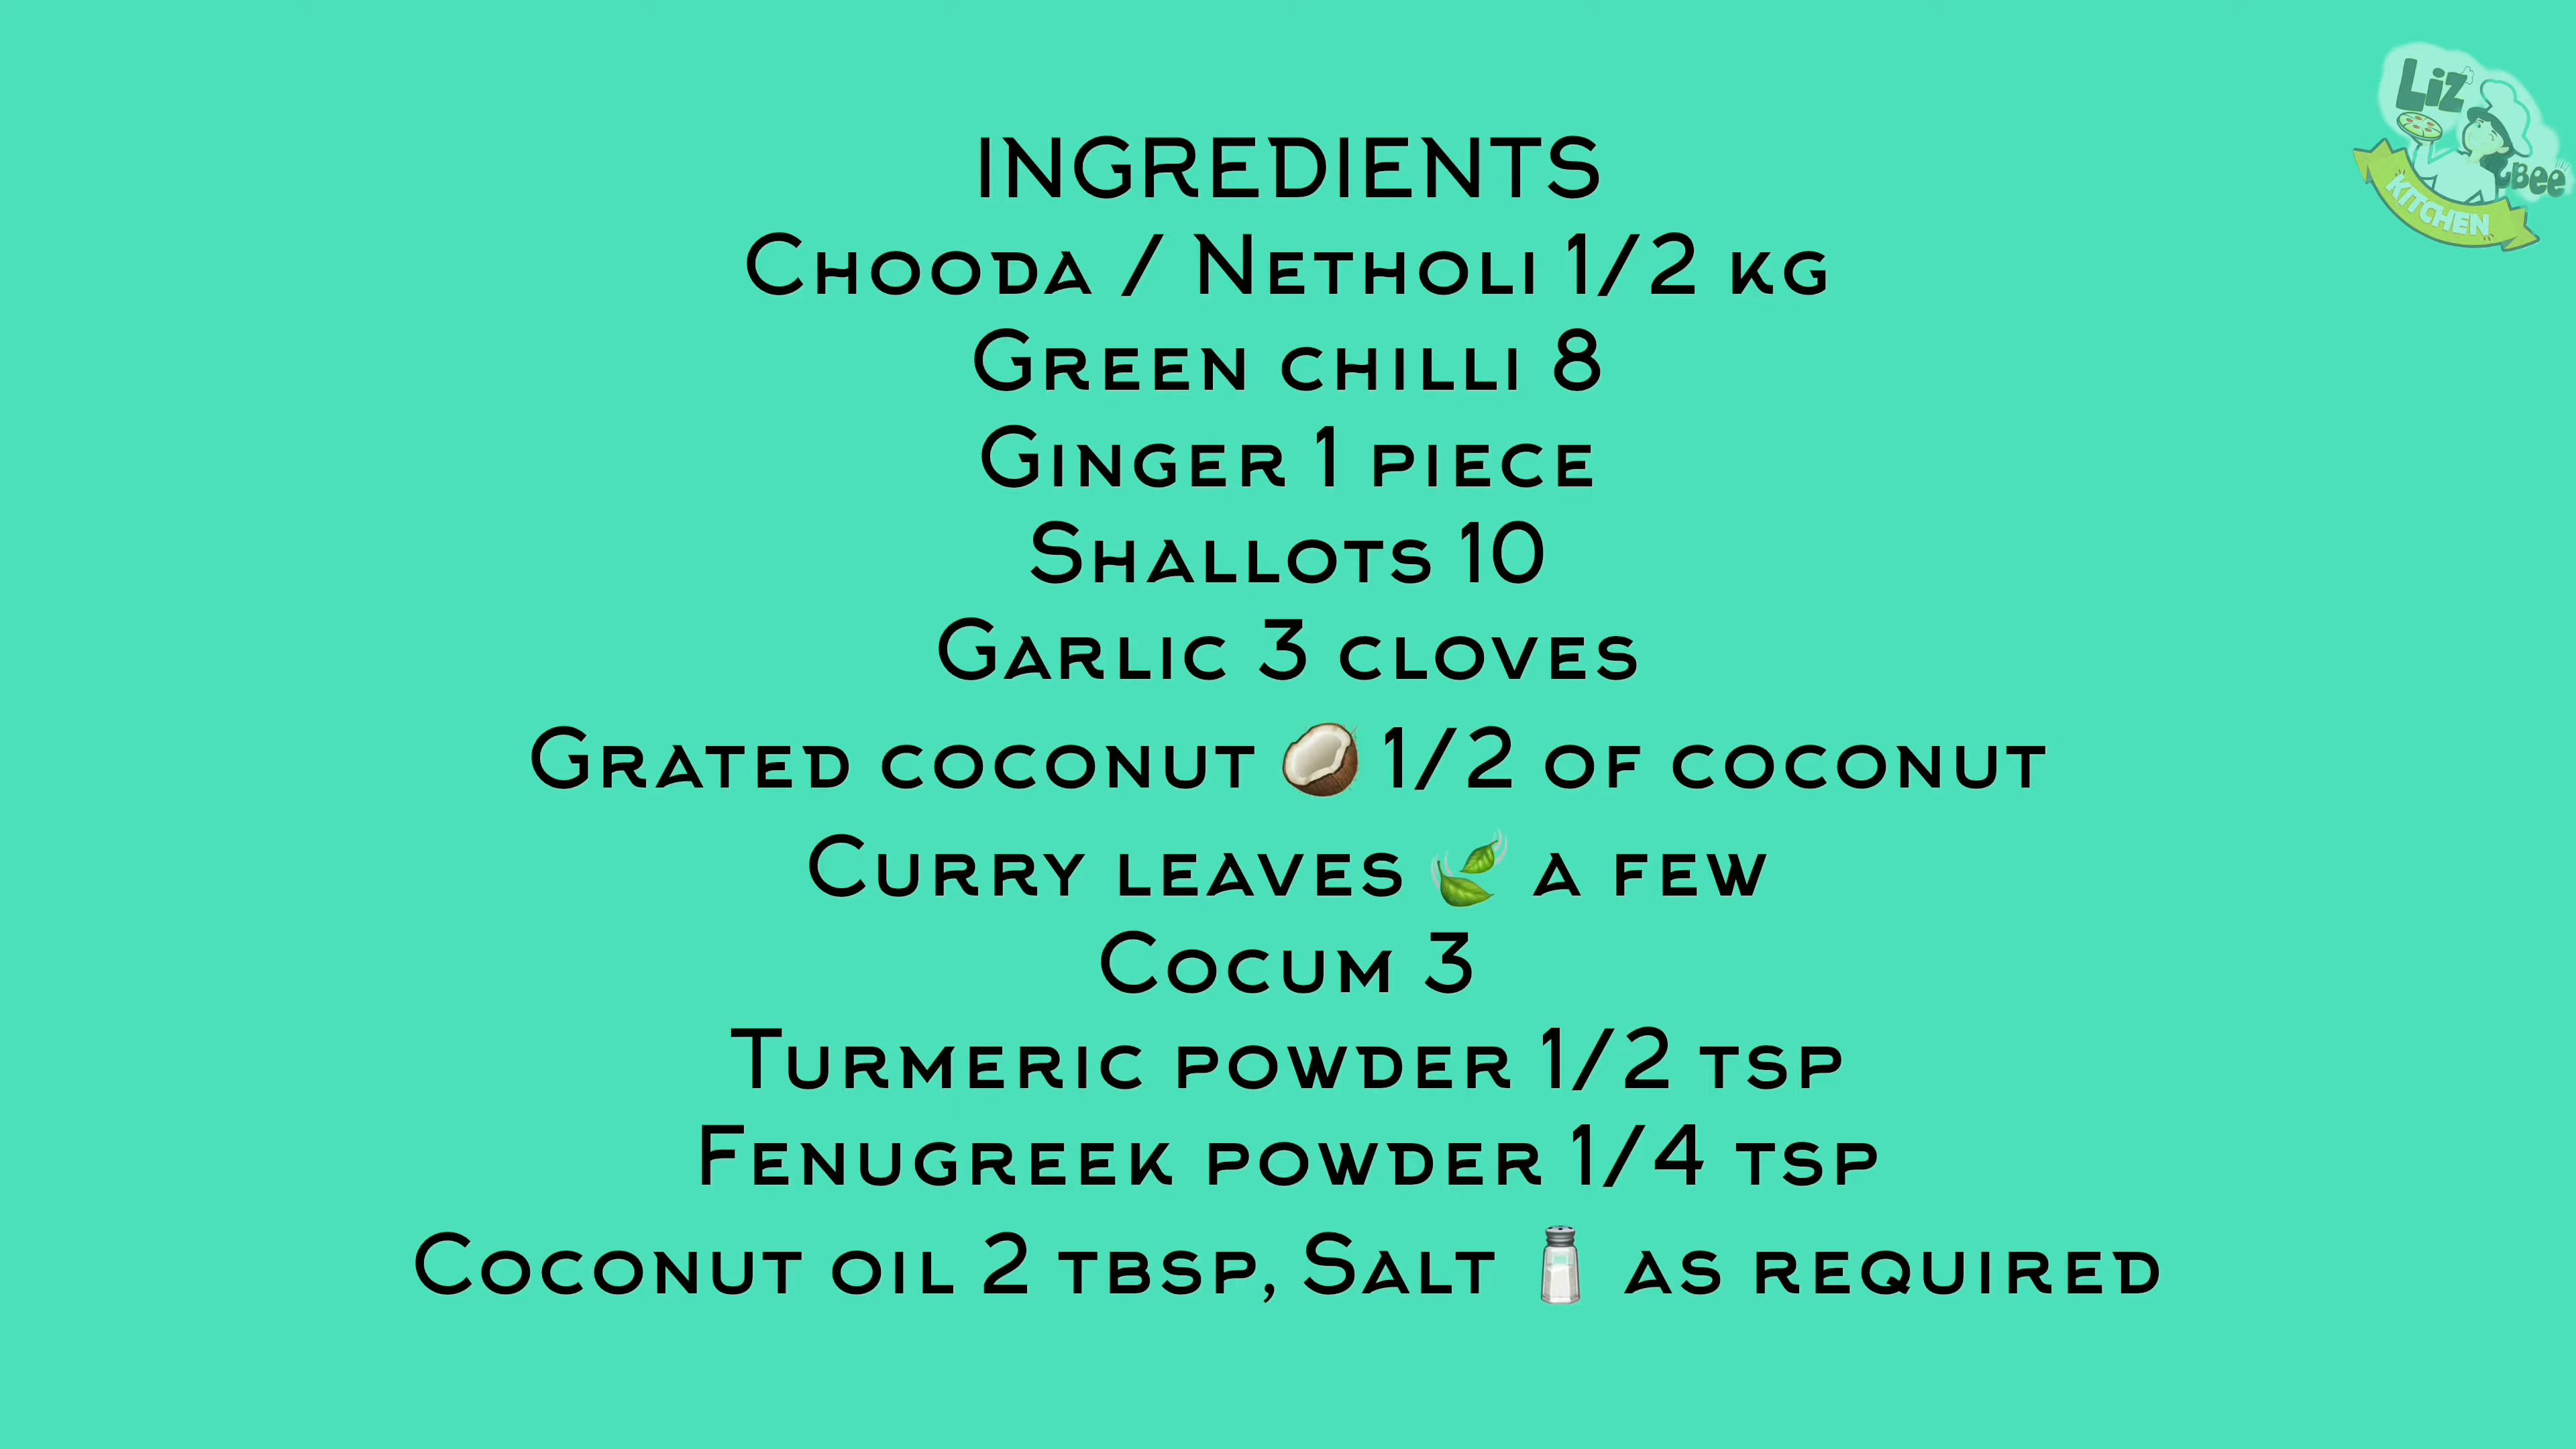 Liz'
Bee
KITCHEN
INGREDIENTS
Chooda / Netholi 1/2 kg
Green chilli 8
Ginger 1 piece
Shallots 10
Garlic 3 cloves
Grated coconut 🥥 1/2 of coconut
Curry leaves 🍃 a few
Cocum 3
Turmeric powder 1/2 tsp
Fenugreek powder 1/4 tsp
Coconut oil 2 tbsp, Salt 🧂 as required